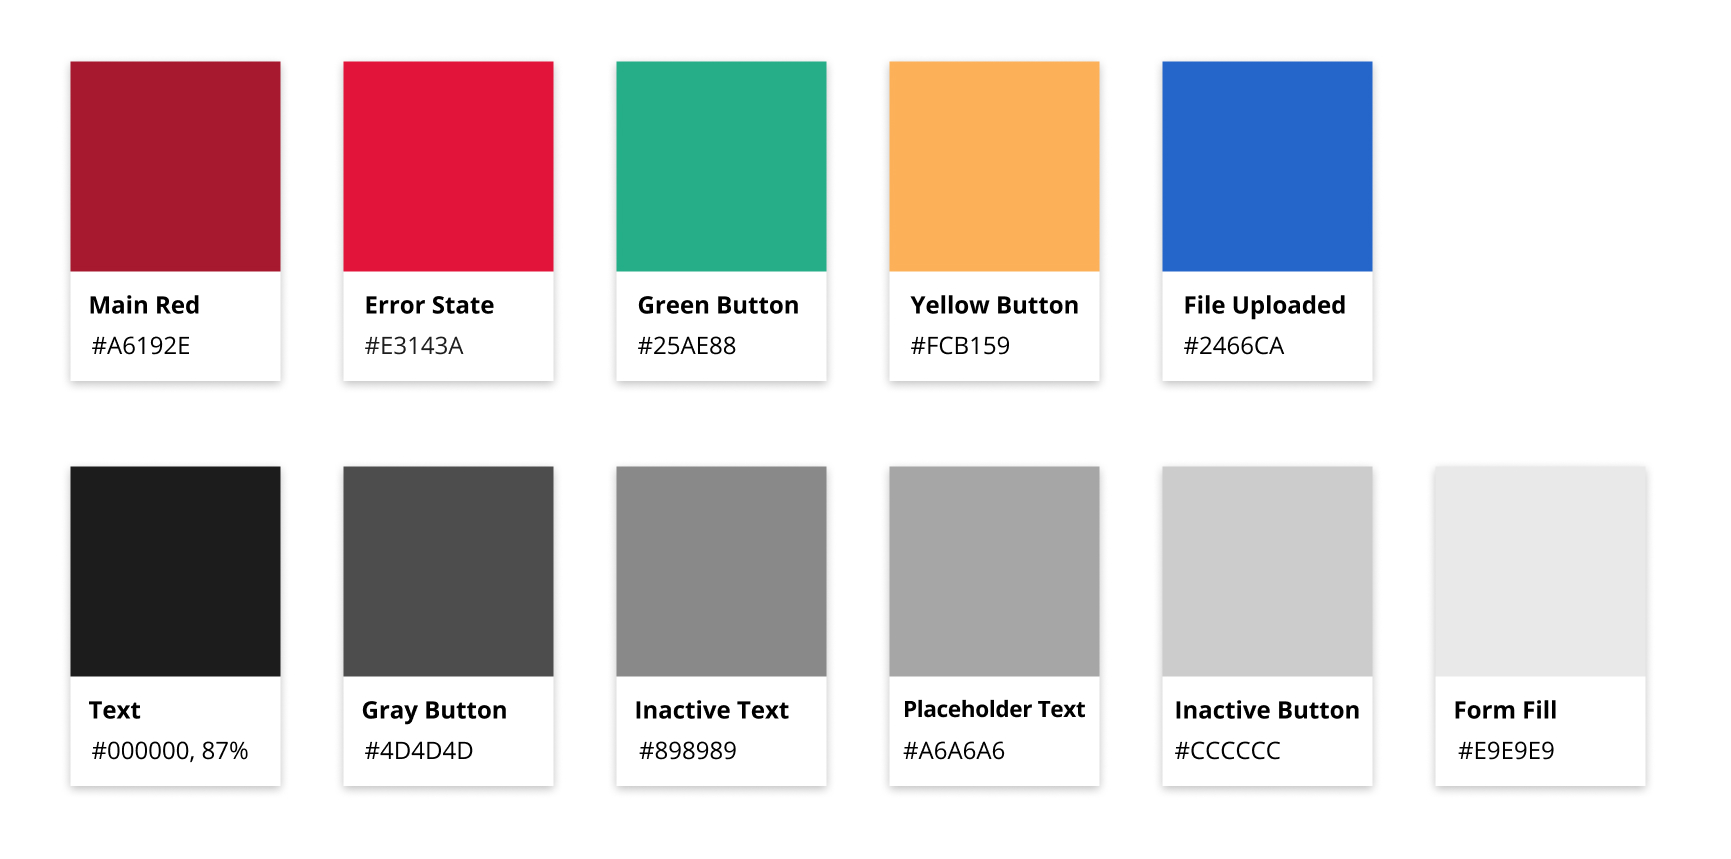 Main Red
#A6192E
Error State
#E3143A
Green Button
#25AE88
Yellow Button
#FCB159
File Uploaded
#2466CA
Text
#000000, 87%
Gray Button
#4D4D4D
Inactive Text
#898989
Placeholder Text
#A6A6A6
Inactive Button
#CCCCCC
Form Fill
#E9E9E9